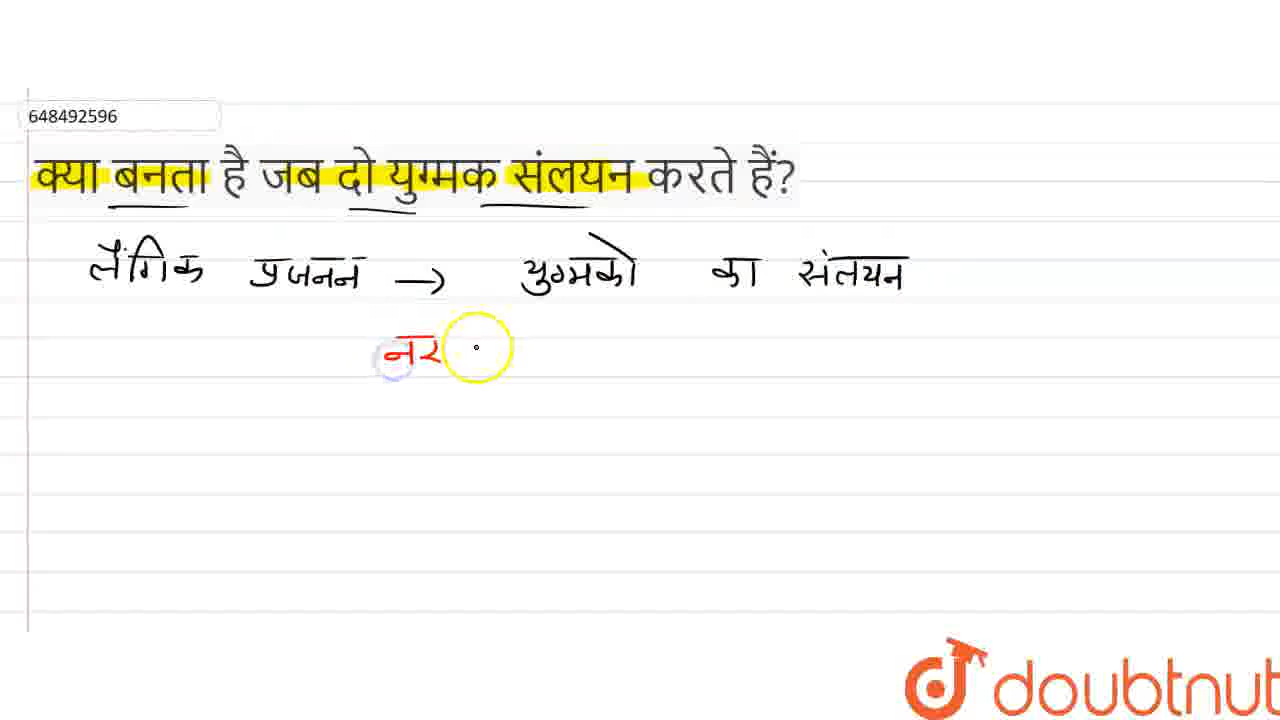 648492596
क्या बनता है जब दो युग्मक संलयन करते हैं?
लैंगिक प्रजनन → युग्मको का संलयन
नर
doubtnut